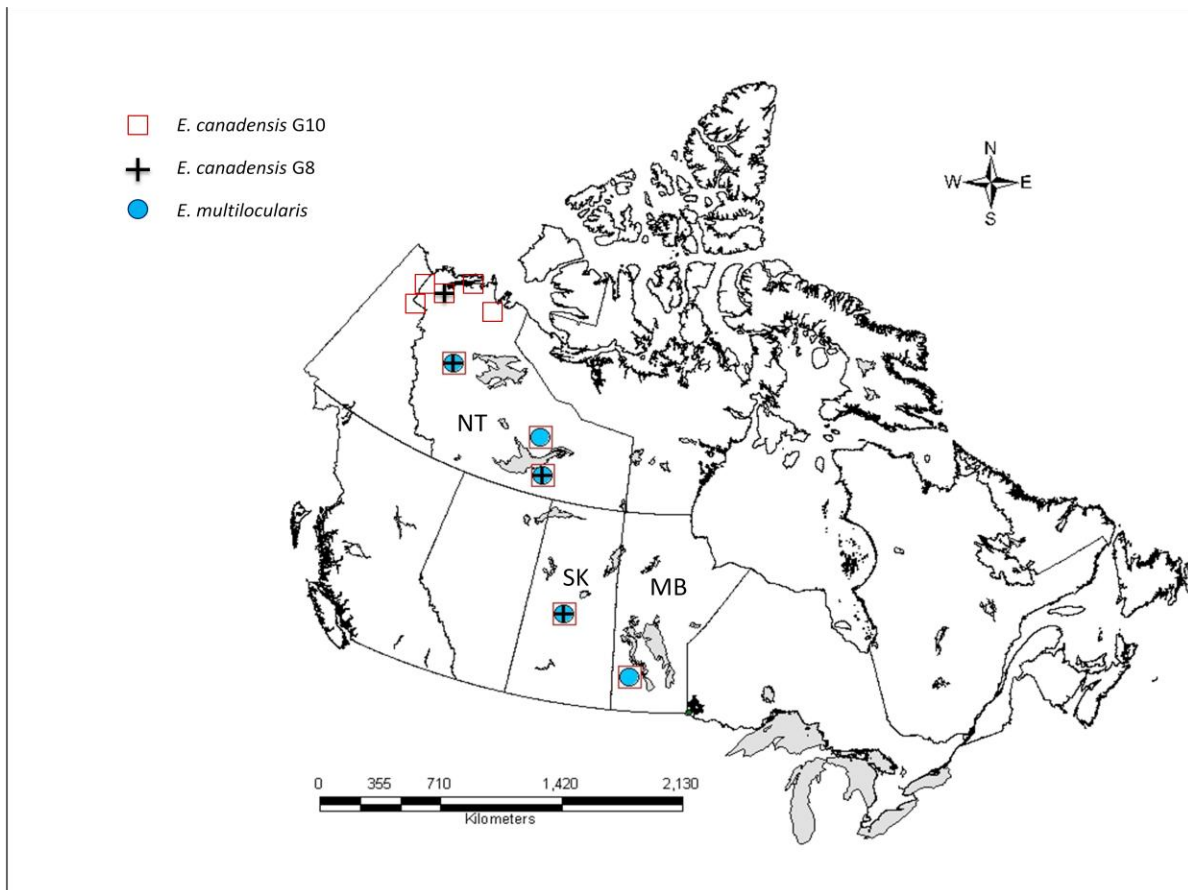 E. canadensis G10
E. canadensis G8
E. multilocularis
N
W E
S
NT
SK
MB
0 355 710 1,420 2,130
Kilometers